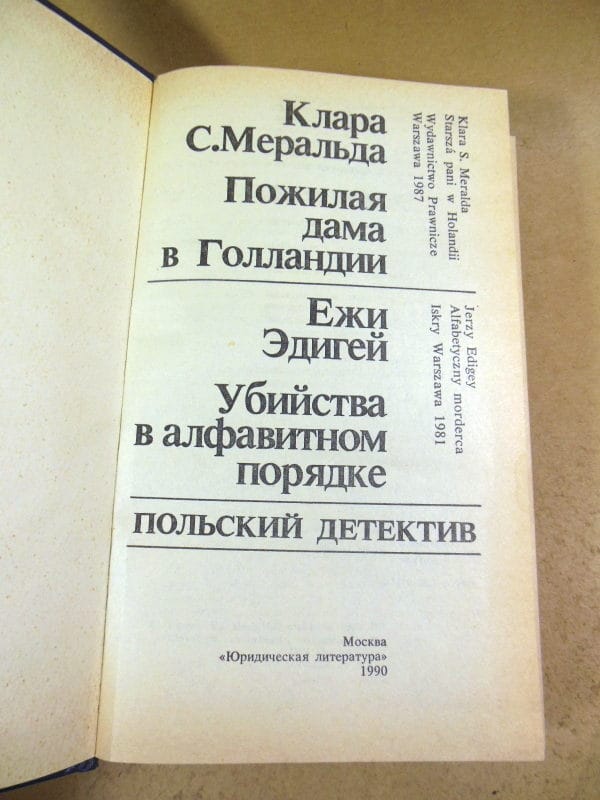 Клара
С.Меральда
Пожилая
дама
в Голландии
Klara S. Meralda
Starszá pani w Holandii
Wydawnictwo Prawnicze
Warszawa 1987
Ежи
Эдигей
Убийства
в алфавитном
порядке
Jerzy Edigey
Alfabetyczny morderca
Iskry Warszawa 1981
ПОЛЬСКИЙ ДЕТЕКТИВ
Москва
«Юридическая литература»
1990